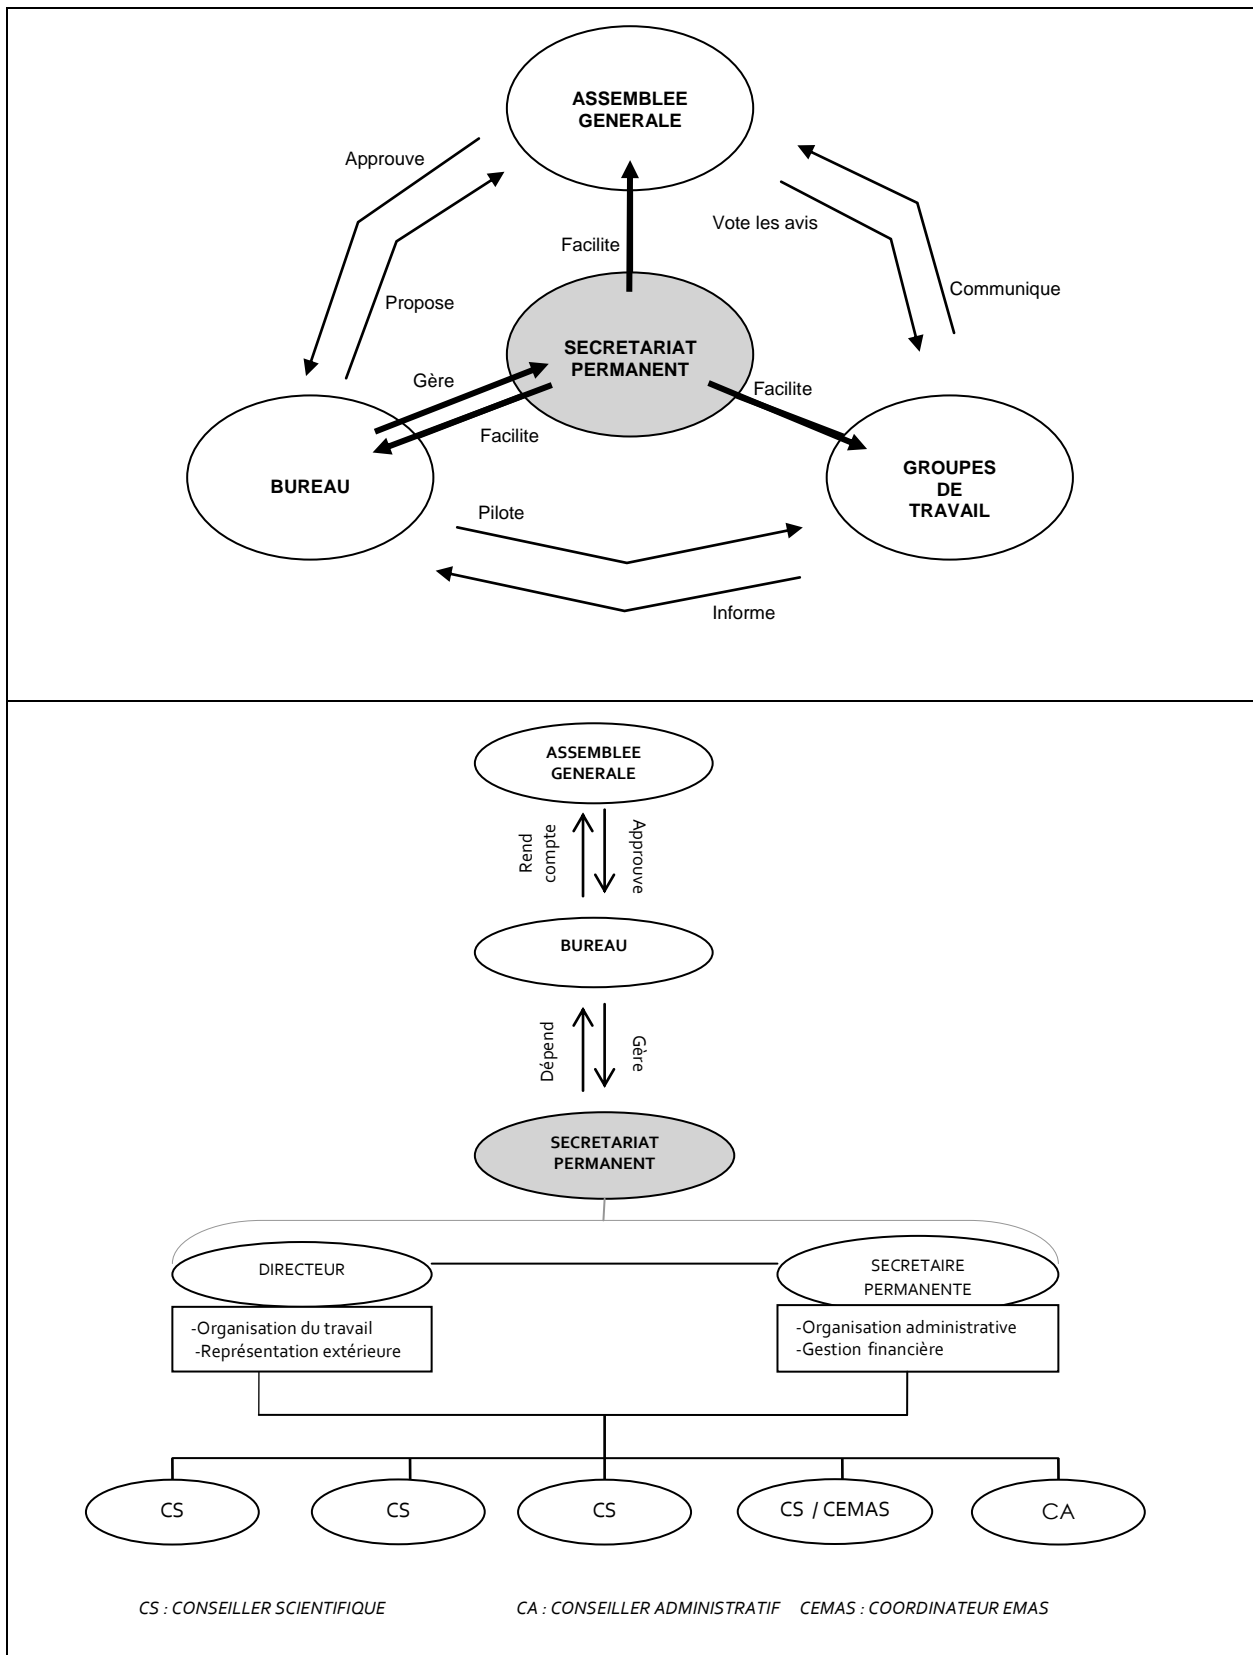 ASSEMBLEE
GENERALE
Approuve
Vote les avis
Facilite
Communique
Propose
SECRETARIAT
PERMANENT
Gère
Facilite
Facilite
BUREAU
GROUPES
DE
TRAVAIL
Pilote
Informe
ASSEMBLEE
GENERALE
Rend
compte
Approuve
BUREAU
Dépend
Gère
SECRETARIAT
PERMANENT
DIRECTEUR
SECRETAIRE
PERMANENTE
-Organisation du travail
-Représentation extérieure
-Organisation administrative
-Gestion financière
CS
CS
CS
CS / CEMAS
CA
CS : CONSEILLER SCIENTIFIQUE
CA : CONSEILLER ADMINISTRATIF
CEMAS : COORDINATEUR EMAS